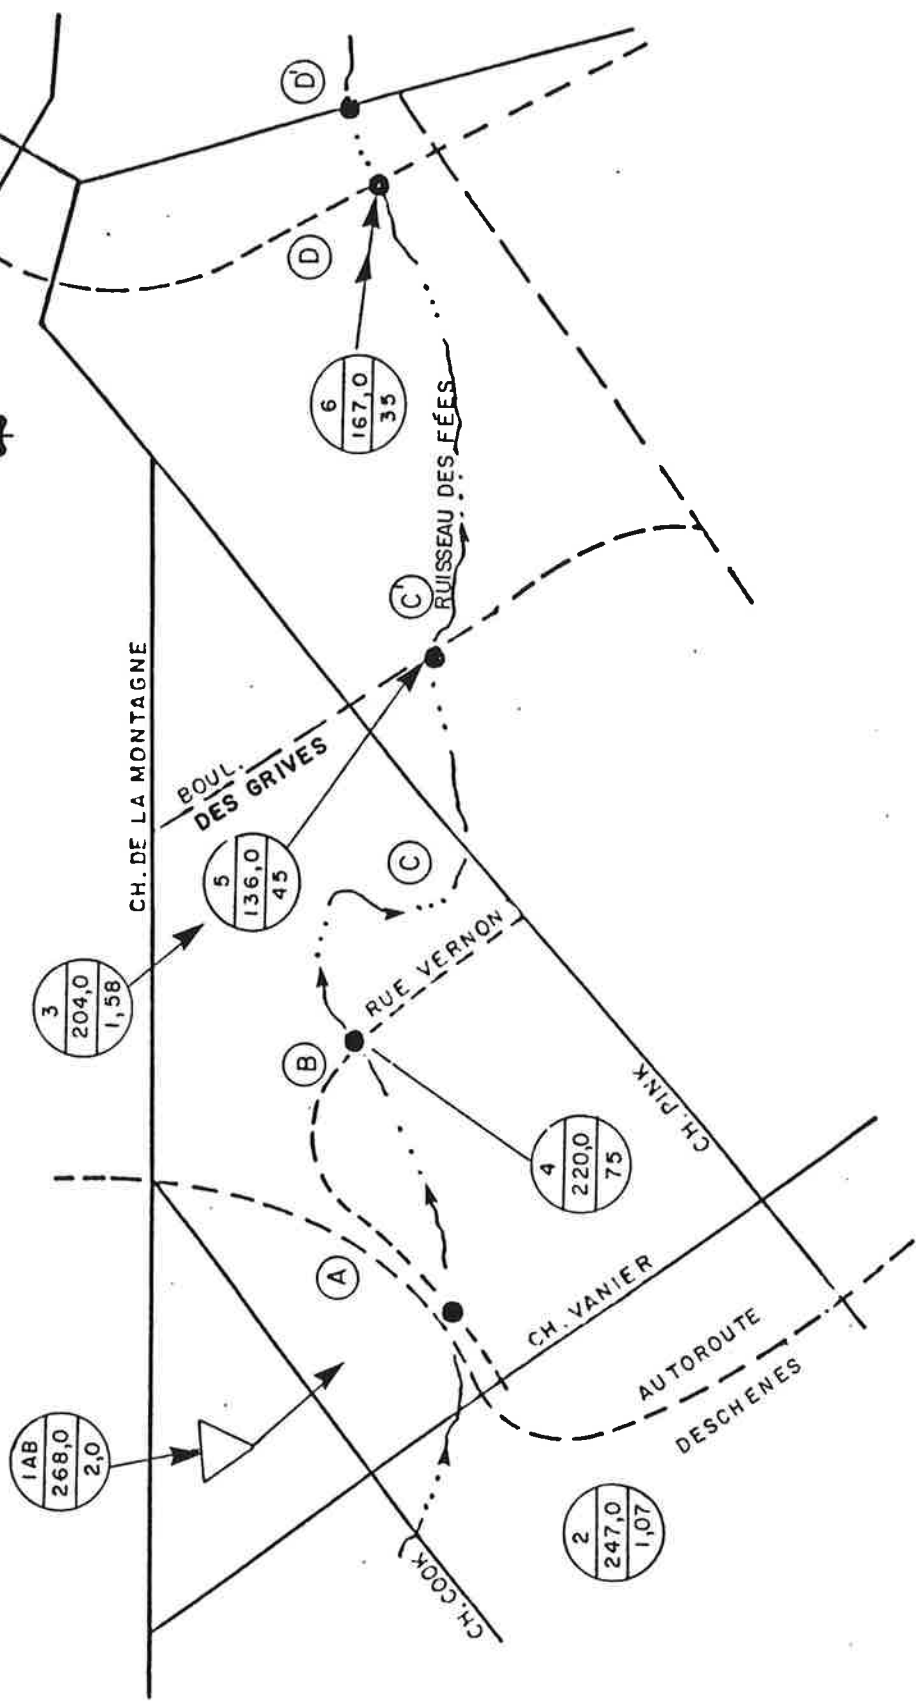 D'
D
6
167,0
35
RUISSEAU DES FÉES
C'
CH. DE LA MONTAGNE
BOUL.
DES GRIVES
5
136,0
45
C
3
204,0
1,58
RUE VERNON
B
4
220,0
75
CH. PINK
A
CH. VANIER
AUTOROUTE
DESCHENES
1AB
268,0
2,0
2
247,0
1,07
CH. COOK